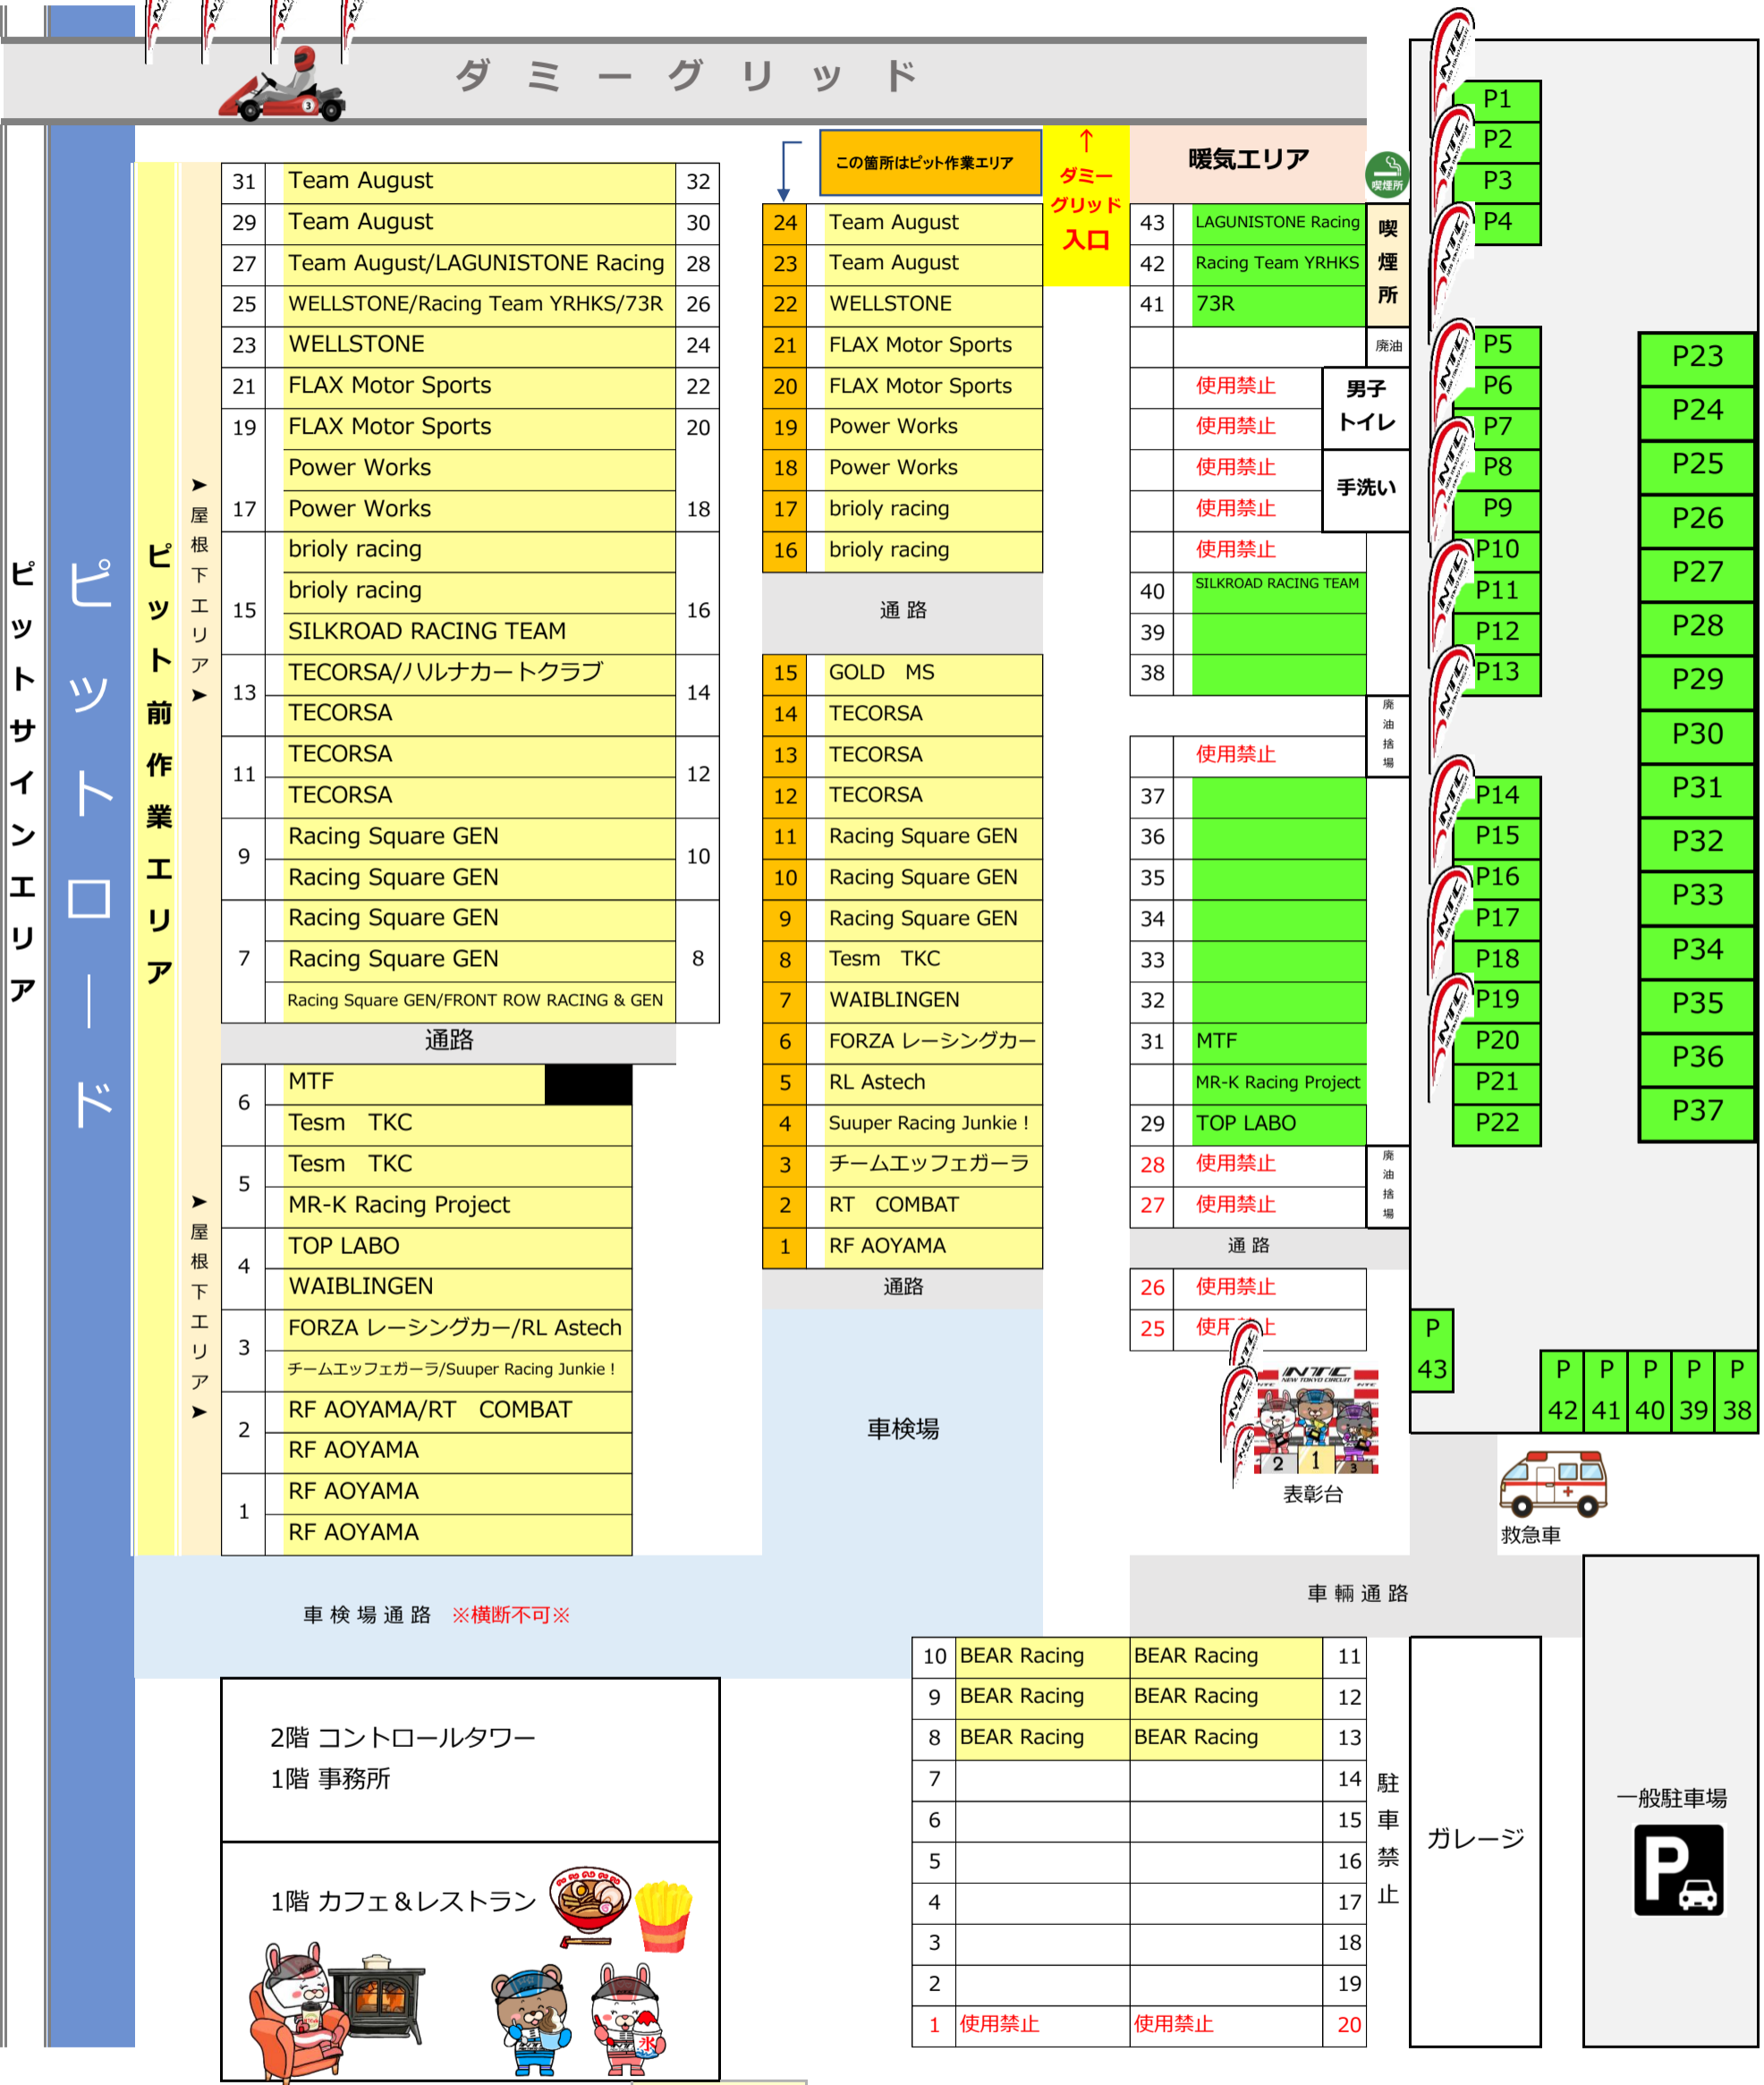 ダミーグリッド
ピットサインエリア
ピットロード
ピット前作業エリア
➤屋根下エリア➤
➤屋根下エリア➤
31 Team August 32
29 Team August 30
27 Team August/LAGUNISTONE Racing 28
25 WELLSTONE/Racing Team YRHKS/73R 26
23 WELLSTONE 24
21 FLAX Motor Sports 22
19 FLAX Motor Sports 20
Power Works
17 Power Works 18
brioly racing
15 brioly racing 16
SILKROAD RACING TEAM
13 TECORSA/ハルナカートクラブ 14
TECORSA
11 TECORSA 12
TECORSA
9 Racing Square GEN 10
Racing Square GEN
Racing Square GEN
7 Racing Square GEN 8
Racing Square GEN/FRONT ROW RACING & GEN
通路
6 MTF
Tesm　TKC
5 Tesm　TKC
MR-K Racing Project
4 TOP LABO
WAIBLINGEN
3 FORZA レーシングカー/RL Astech
チームエッフェガーラ/Suuper Racing Junkie！
2 RF AOYAMA/RT　COMBAT
RF AOYAMA
1 RF AOYAMA
RF AOYAMA
この箇所はピット作業エリア
24 Team August
23 Team August
22 WELLSTONE
21 FLAX Motor Sports
20 FLAX Motor Sports
19 Power Works
18 Power Works
17 brioly racing
16 brioly racing
通 路
15 GOLD　MS
14 TECORSA
13 TECORSA
12 TECORSA
11 Racing Square GEN
10 Racing Square GEN
9 Racing Square GEN
8 Tesm　TKC
7 WAIBLINGEN
6 FORZA レーシングカー
5 RL Astech
4 Suuper Racing Junkie！
3 チームエッフェガーラ
2 RT　COMBAT
1 RF AOYAMA
通路
車検場
↑
ダミー
グリッド
入口
暖気エリア
喫煙所
喫煙所
43 LAGUNISTONE Racing
42 Racing Team YRHKS
41 73R
廃油
使用禁止
使用禁止
男子
トイレ
使用禁止
使用禁止
手洗い
使用禁止
40 SILKROAD RACING TEAM
39
38
廃油捨場
使用禁止
37
36
35
34
33
32
31 MTF
MR-K Racing Project
29 TOP LABO
28 使用禁止
27 使用禁止
廃油捨場
通 路
26 使用禁止
25 使用禁止
NTC
NEW TOKYO CIRCUIT
2 1 3
表彰台
P1
P2
P3
P4
P5
P6
P7
P8
P9
P10
P11
P12
P13
P14
P15
P16
P17
P18
P19
P20
P21
P22
P23
P24
P25
P26
P27
P28
P29
P30
P31
P32
P33
P34
P35
P36
P37
P 43
P 42
P 41
P 40
P 39
P 38
救急車
車 検 場 通 路 ※横断不可※
車 輌 通 路
10 BEAR Racing BEAR Racing 11
9 BEAR Racing BEAR Racing 12
8 BEAR Racing BEAR Racing 13
7 14
6 15
5 16
4 17
3 18
2 19
1 使用禁止 使用禁止 20
駐車禁止
ガレージ
一般駐車場
P
2階 コントロールタワー
1階 事務所
1階 カフェ＆レストラン
氷